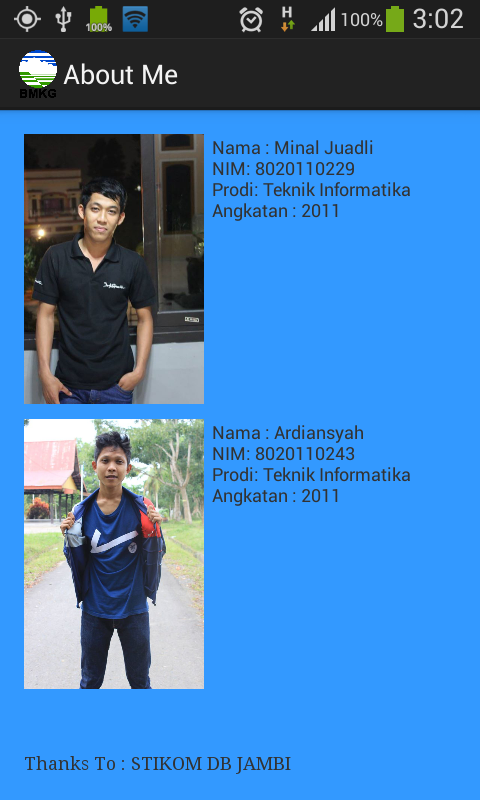 100%
H
100%
3:02
BMKG
About Me
Nama : Minal Juadli
NIM: 8020110229
Prodi: Teknik Informatika
Angkatan : 2011
Nama : Ardiansyah
NIM: 8020110243
Prodi: Teknik Informatika
Angkatan : 2011
Thanks To : STIKOM DB JAMBI